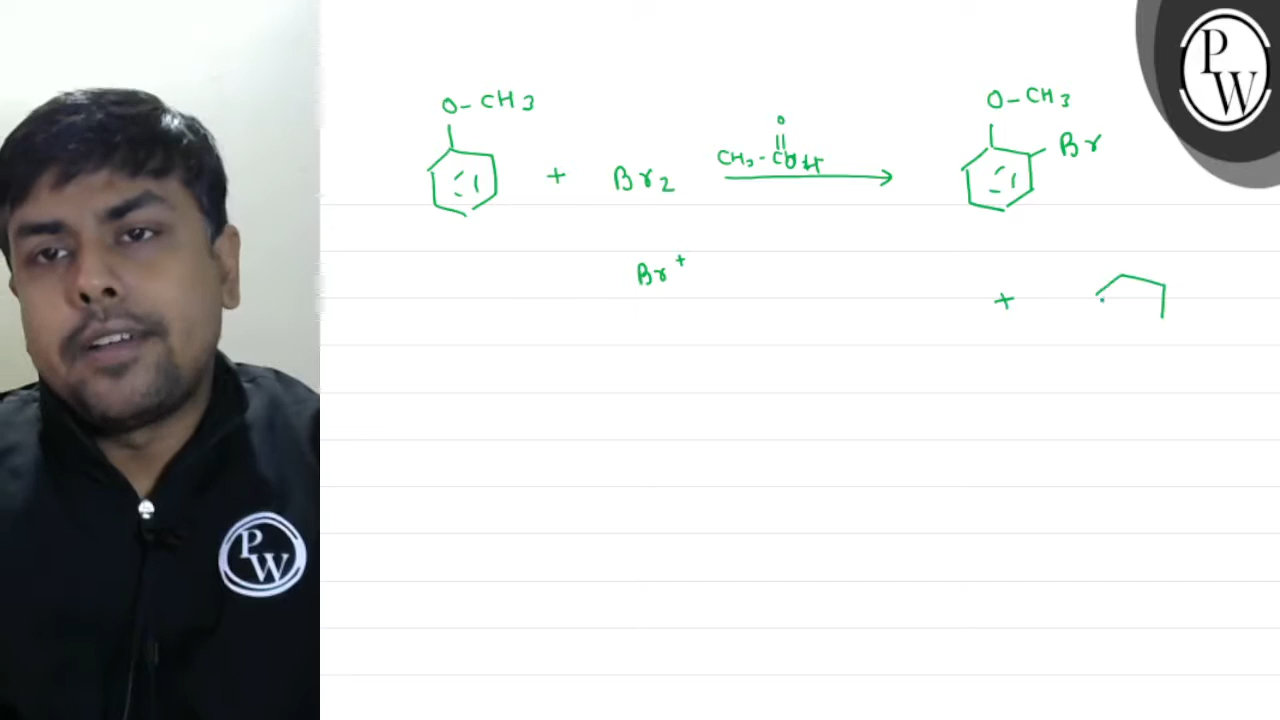 PW
O-CH3
O-CH3
O
CH3-COH
Br
+ Br2
Br+
+
PW